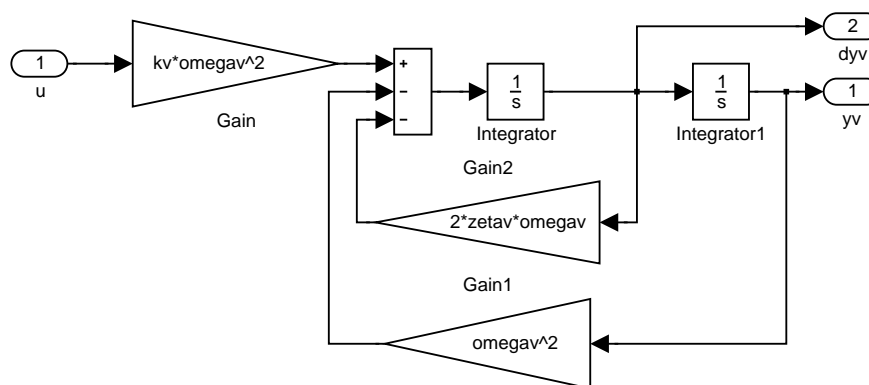 2
dyv
1
u
kv*omegav^2
Gain
+
−
−
1
s
Integrator
1
s
Integrator1
1
yv
Gain2
2*zetav*omegav
Gain1
omegav^2